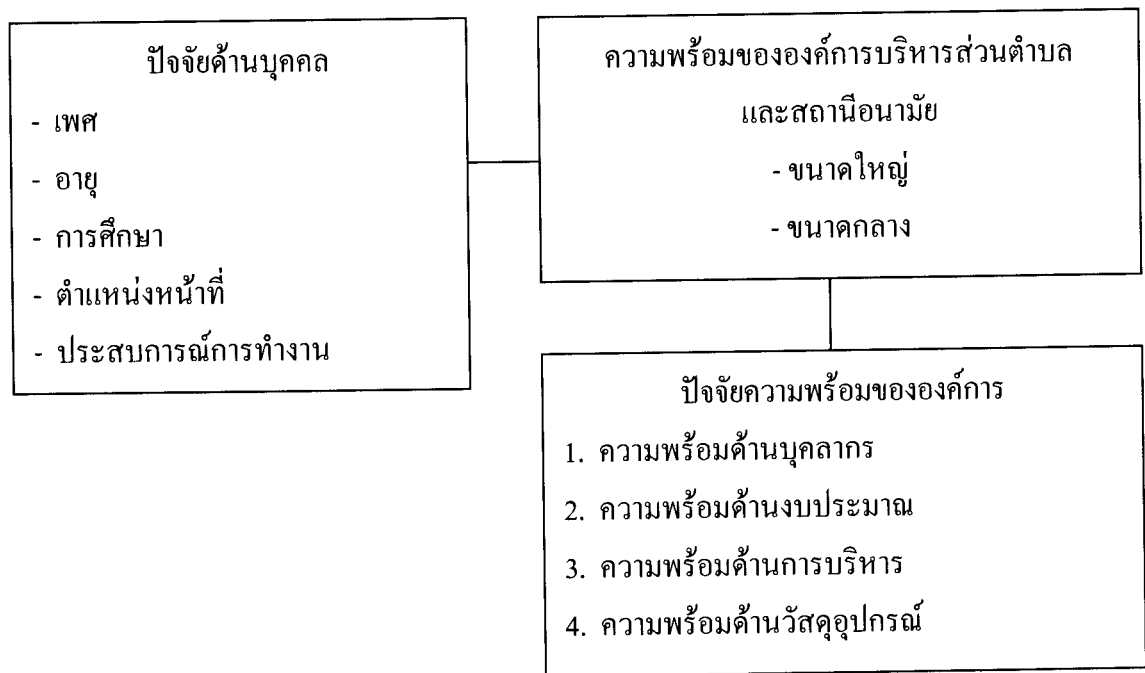 ปัจจัยด้านบุคคล
- เพศ
- อายุ
- การศึกษา
- ตำแหน่งหน้าที่
- ประสบการณ์การทำงาน
ความพร้อมขององค์การบริหารส่วนตำบล
และสถานีอนามัย
- ขนาดใหญ่
- ขนาดกลาง
ปัจจัยความพร้อมขององค์การ
1. ความพร้อมด้านบุคลากร
2. ความพร้อมด้านงบประมาณ
3. ความพร้อมด้านการบริหาร
4. ความพร้อมด้านวัสดุอุปกรณ์